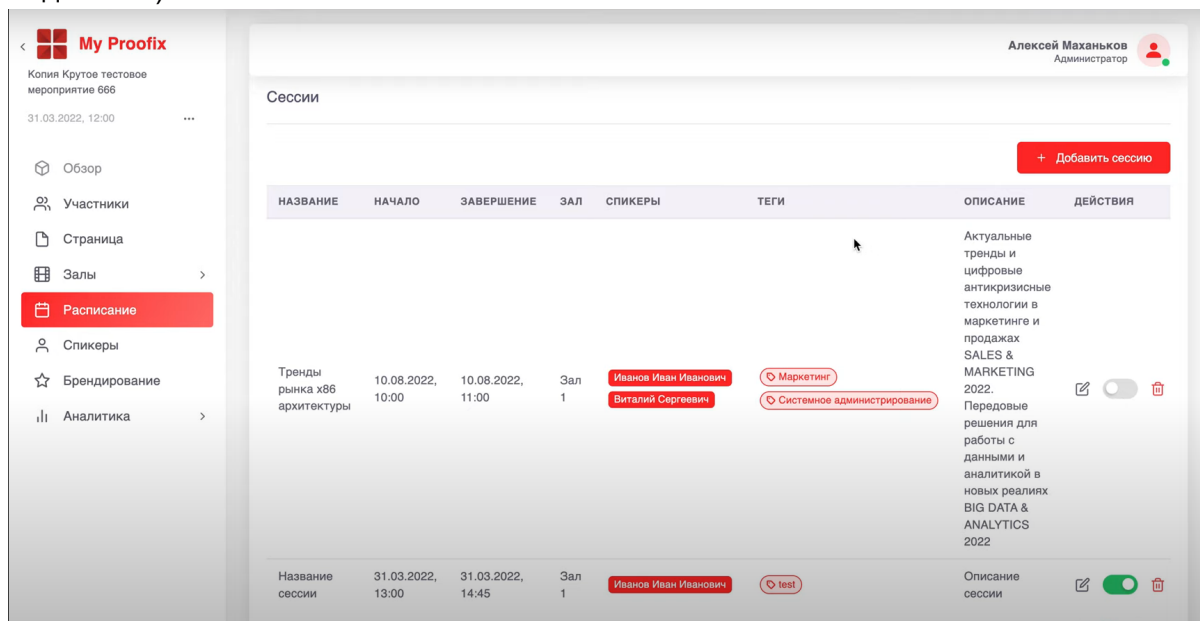 My Proofix
Копия Крутое тестовое
мероприятие 666
31.03.2022, 12:00
...
Обзор
Участники
Страница
Залы
Расписание
Спикеры
Брендирование
Аналитика
Алексей Маханьков
Администратор
Сессии
+ Добавить сессию
НАЗВАНИЕ НАЧАЛО ЗАВЕРШЕНИЕ ЗАЛ СПИКЕРЫ ТЕГИ ОПИСАНИЕ ДЕЙСТВИЯ
Тренды
рынка x86
архитектуры
10.08.2022,
10:00
10.08.2022,
11:00
Зал
1
Иванов Иван Иванович
Виталий Сергеевич
Маркетинг
Системное администрирование
Актуальные
тренды и
цифровые
антикризисные
технологии в
маркетинге и
продажах
SALES &
MARKETING
2022.
Передовые
решения для
работы с
данными и
аналитикой в
новых реалиях
BIG DATA &
ANALYTICS
2022
Название
сессии
31.03.2022,
13:00
31.03.2022,
14:45
Зал
1
Иванов Иван Иванович
test
Описание
сессии